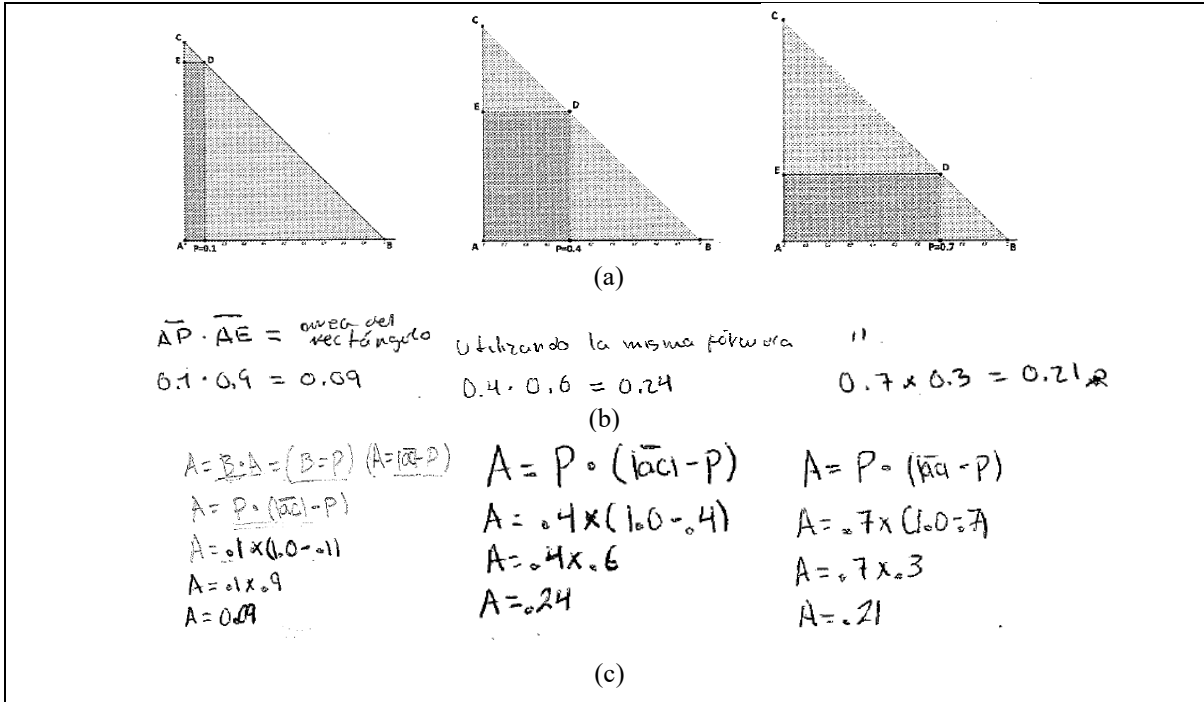 C
E D
A P=0.1 B
C
E D
A P=0.4 B
C
E D
A P=0.7 B
(a)
AP · AE = area del rectángulo
0.1 · 0.9 = 0.09
utilizando la misma fórmula
0.4 · 0.6 = 0.24
"
0.7 x 0.3 = 0.21
(b)
A = B·A = (B=P) (A=|ac|-P)
A = P · (|ac|-P)
A = .1 x (1.0-.1)
A = .1 x .9
A = 0.09
A = P · (|ac|-P)
A = .4 x (1.0-.4)
A = .4 x .6
A = .24
A = P · (|ac|-P)
A = .7 x (1.0-.7)
A = .7 x .3
A = .21
(c)